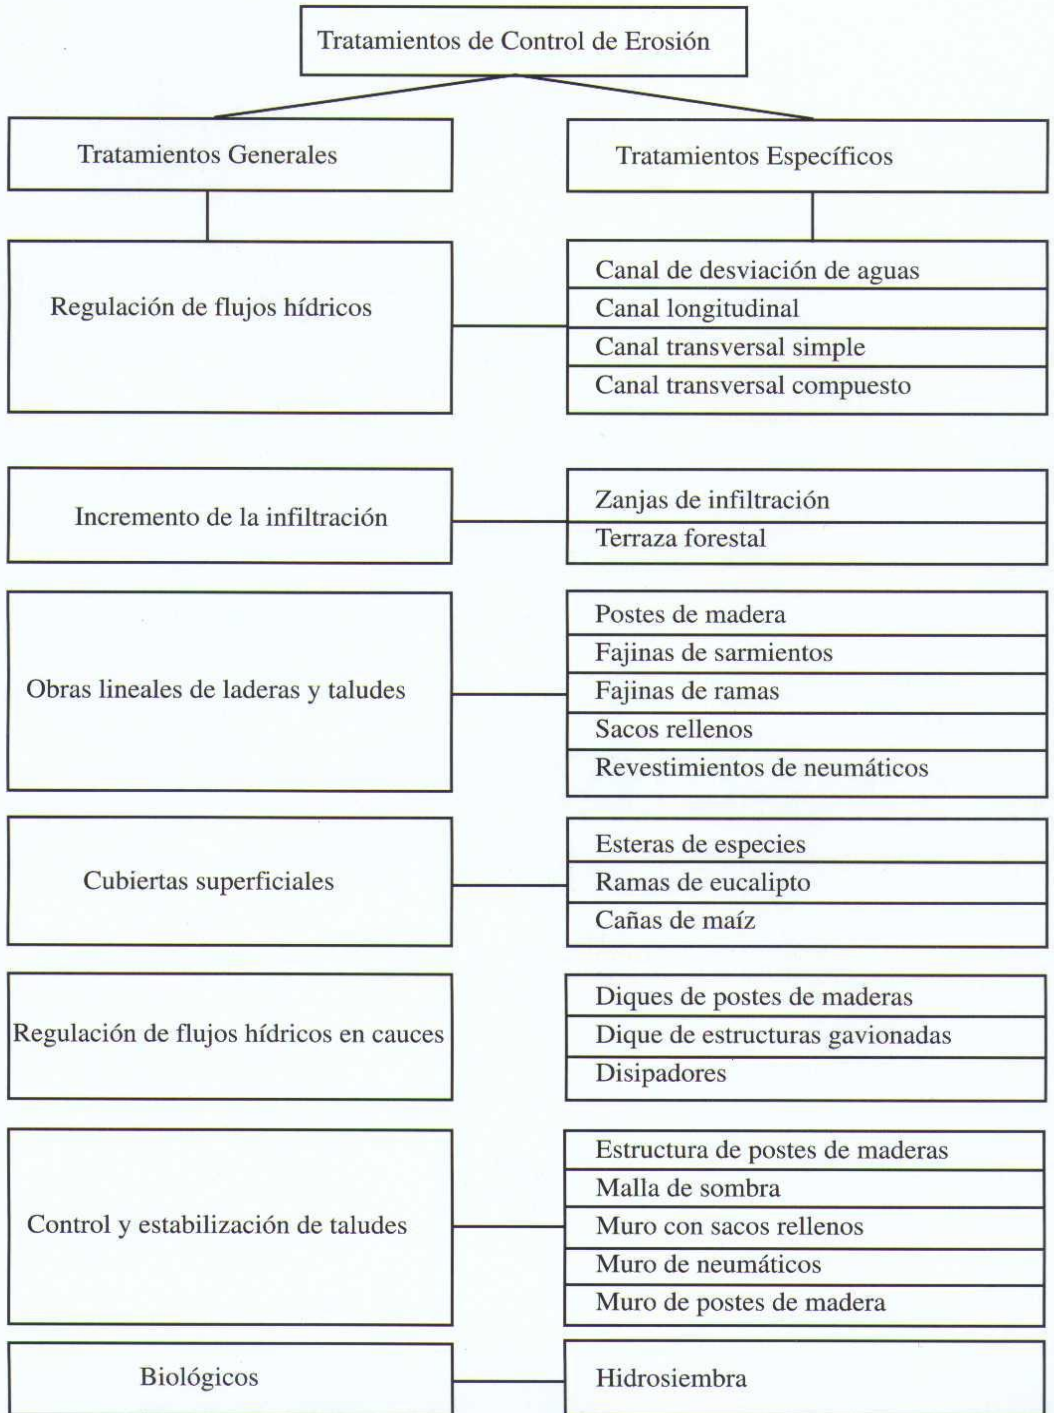 Tratamientos de Control de Erosión
Tratamientos Generales
Tratamientos Específicos
Regulación de flujos hídricos
Canal de desviación de aguas
Canal longitudinal
Canal transversal simple
Canal transversal compuesto
Incremento de la infiltración
Zanjas de infiltración
Terraza forestal
Obras lineales de laderas y taludes
Postes de madera
Fajinas de sarmientos
Fajinas de ramas
Sacos rellenos
Revestimientos de neumáticos
Cubiertas superficiales
Esteras de especies
Ramas de eucalipto
Cañas de maíz
Regulación de flujos hídricos en cauces
Diques de postes de maderas
Dique de estructuras gavionadas
Disipadores
Control y estabilización de taludes
Estructura de postes de maderas
Malla de sombra
Muro con sacos rellenos
Muro de neumáticos
Muro de postes de madera
Biológicos
Hidrosiembra